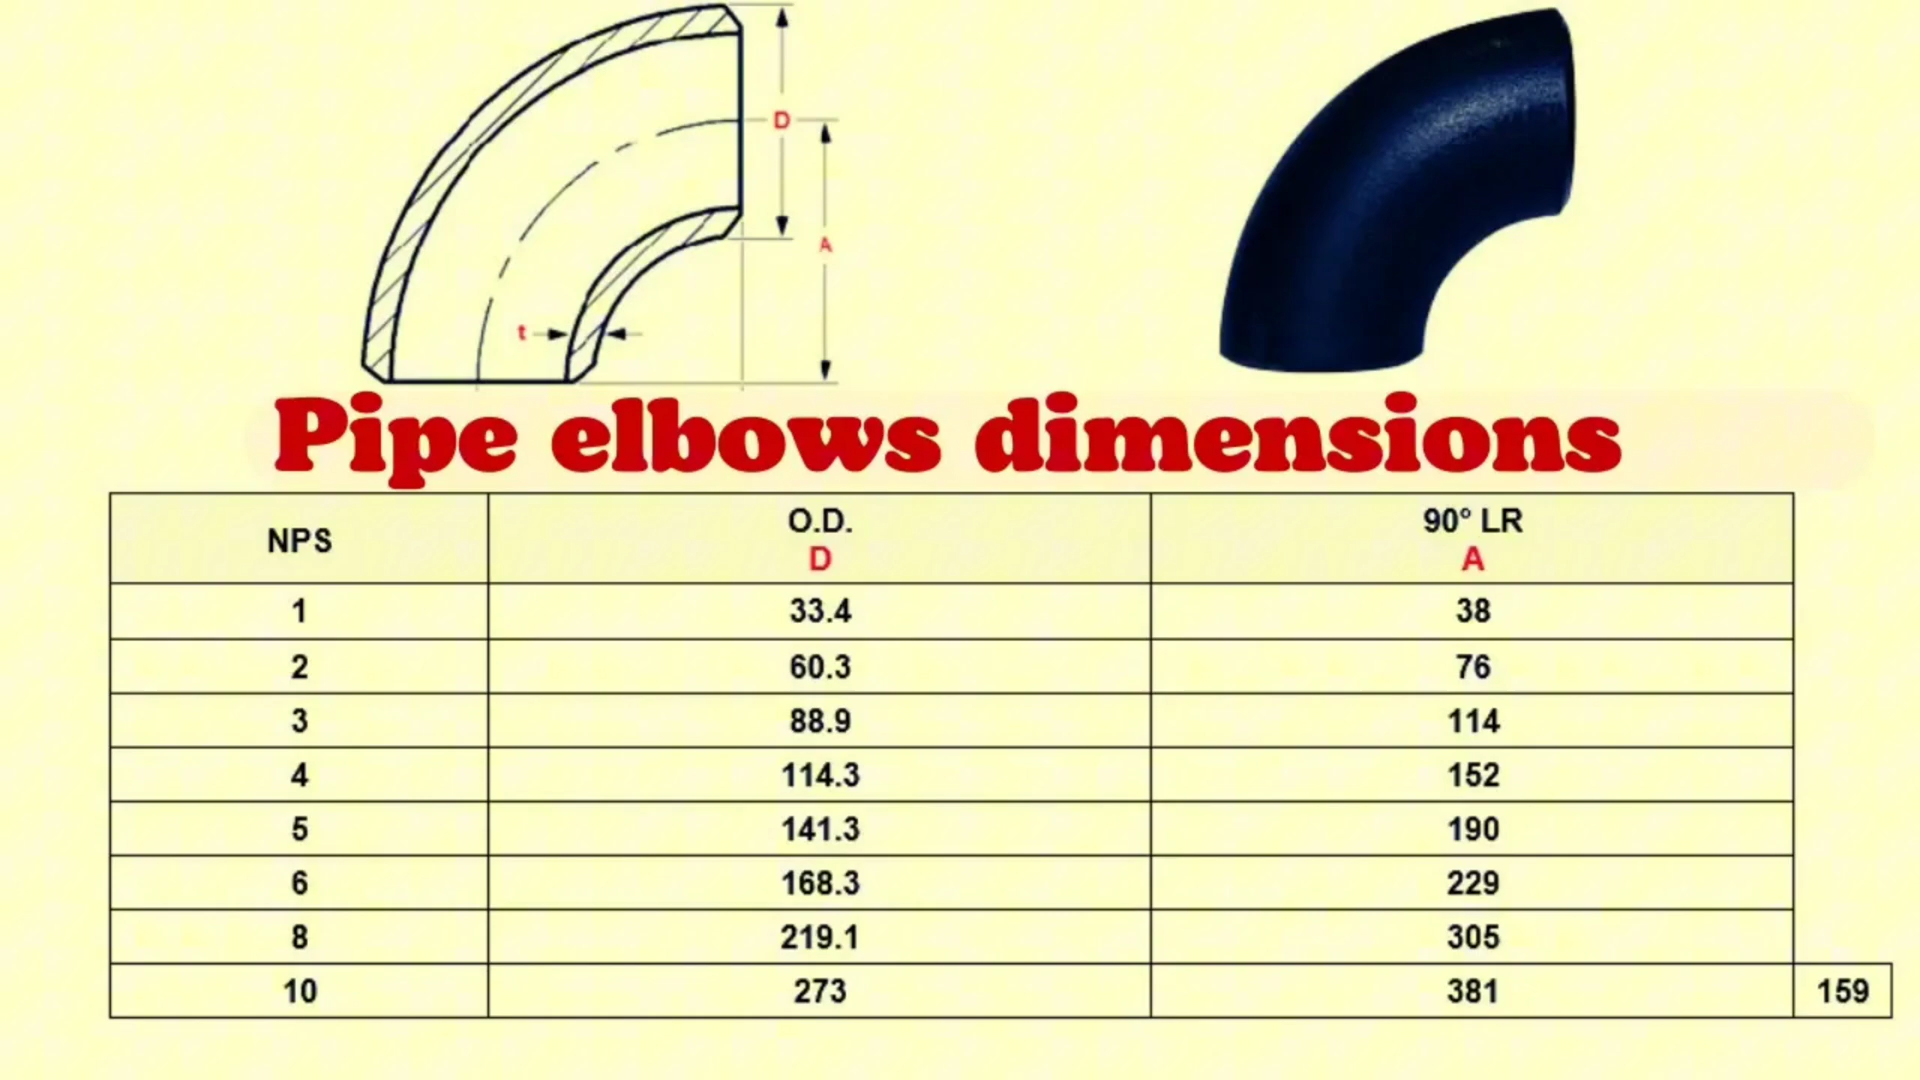 D
A
t
Pipe elbows dimensions
NPS O.D. 90° LR
D A
1 33.4 38
2 60.3 76
3 88.9 114
4 114.3 152
5 141.3 190
6 168.3 229
8 219.1 305
10 273 381 159